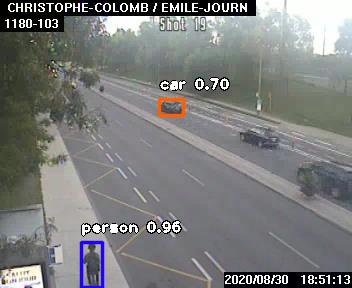 CHRISTOPHE-COLOMB / EMILE-JOURN
1180-103
Shot 19
car 0.70
person 0.96
2020/08/30 18:51:13